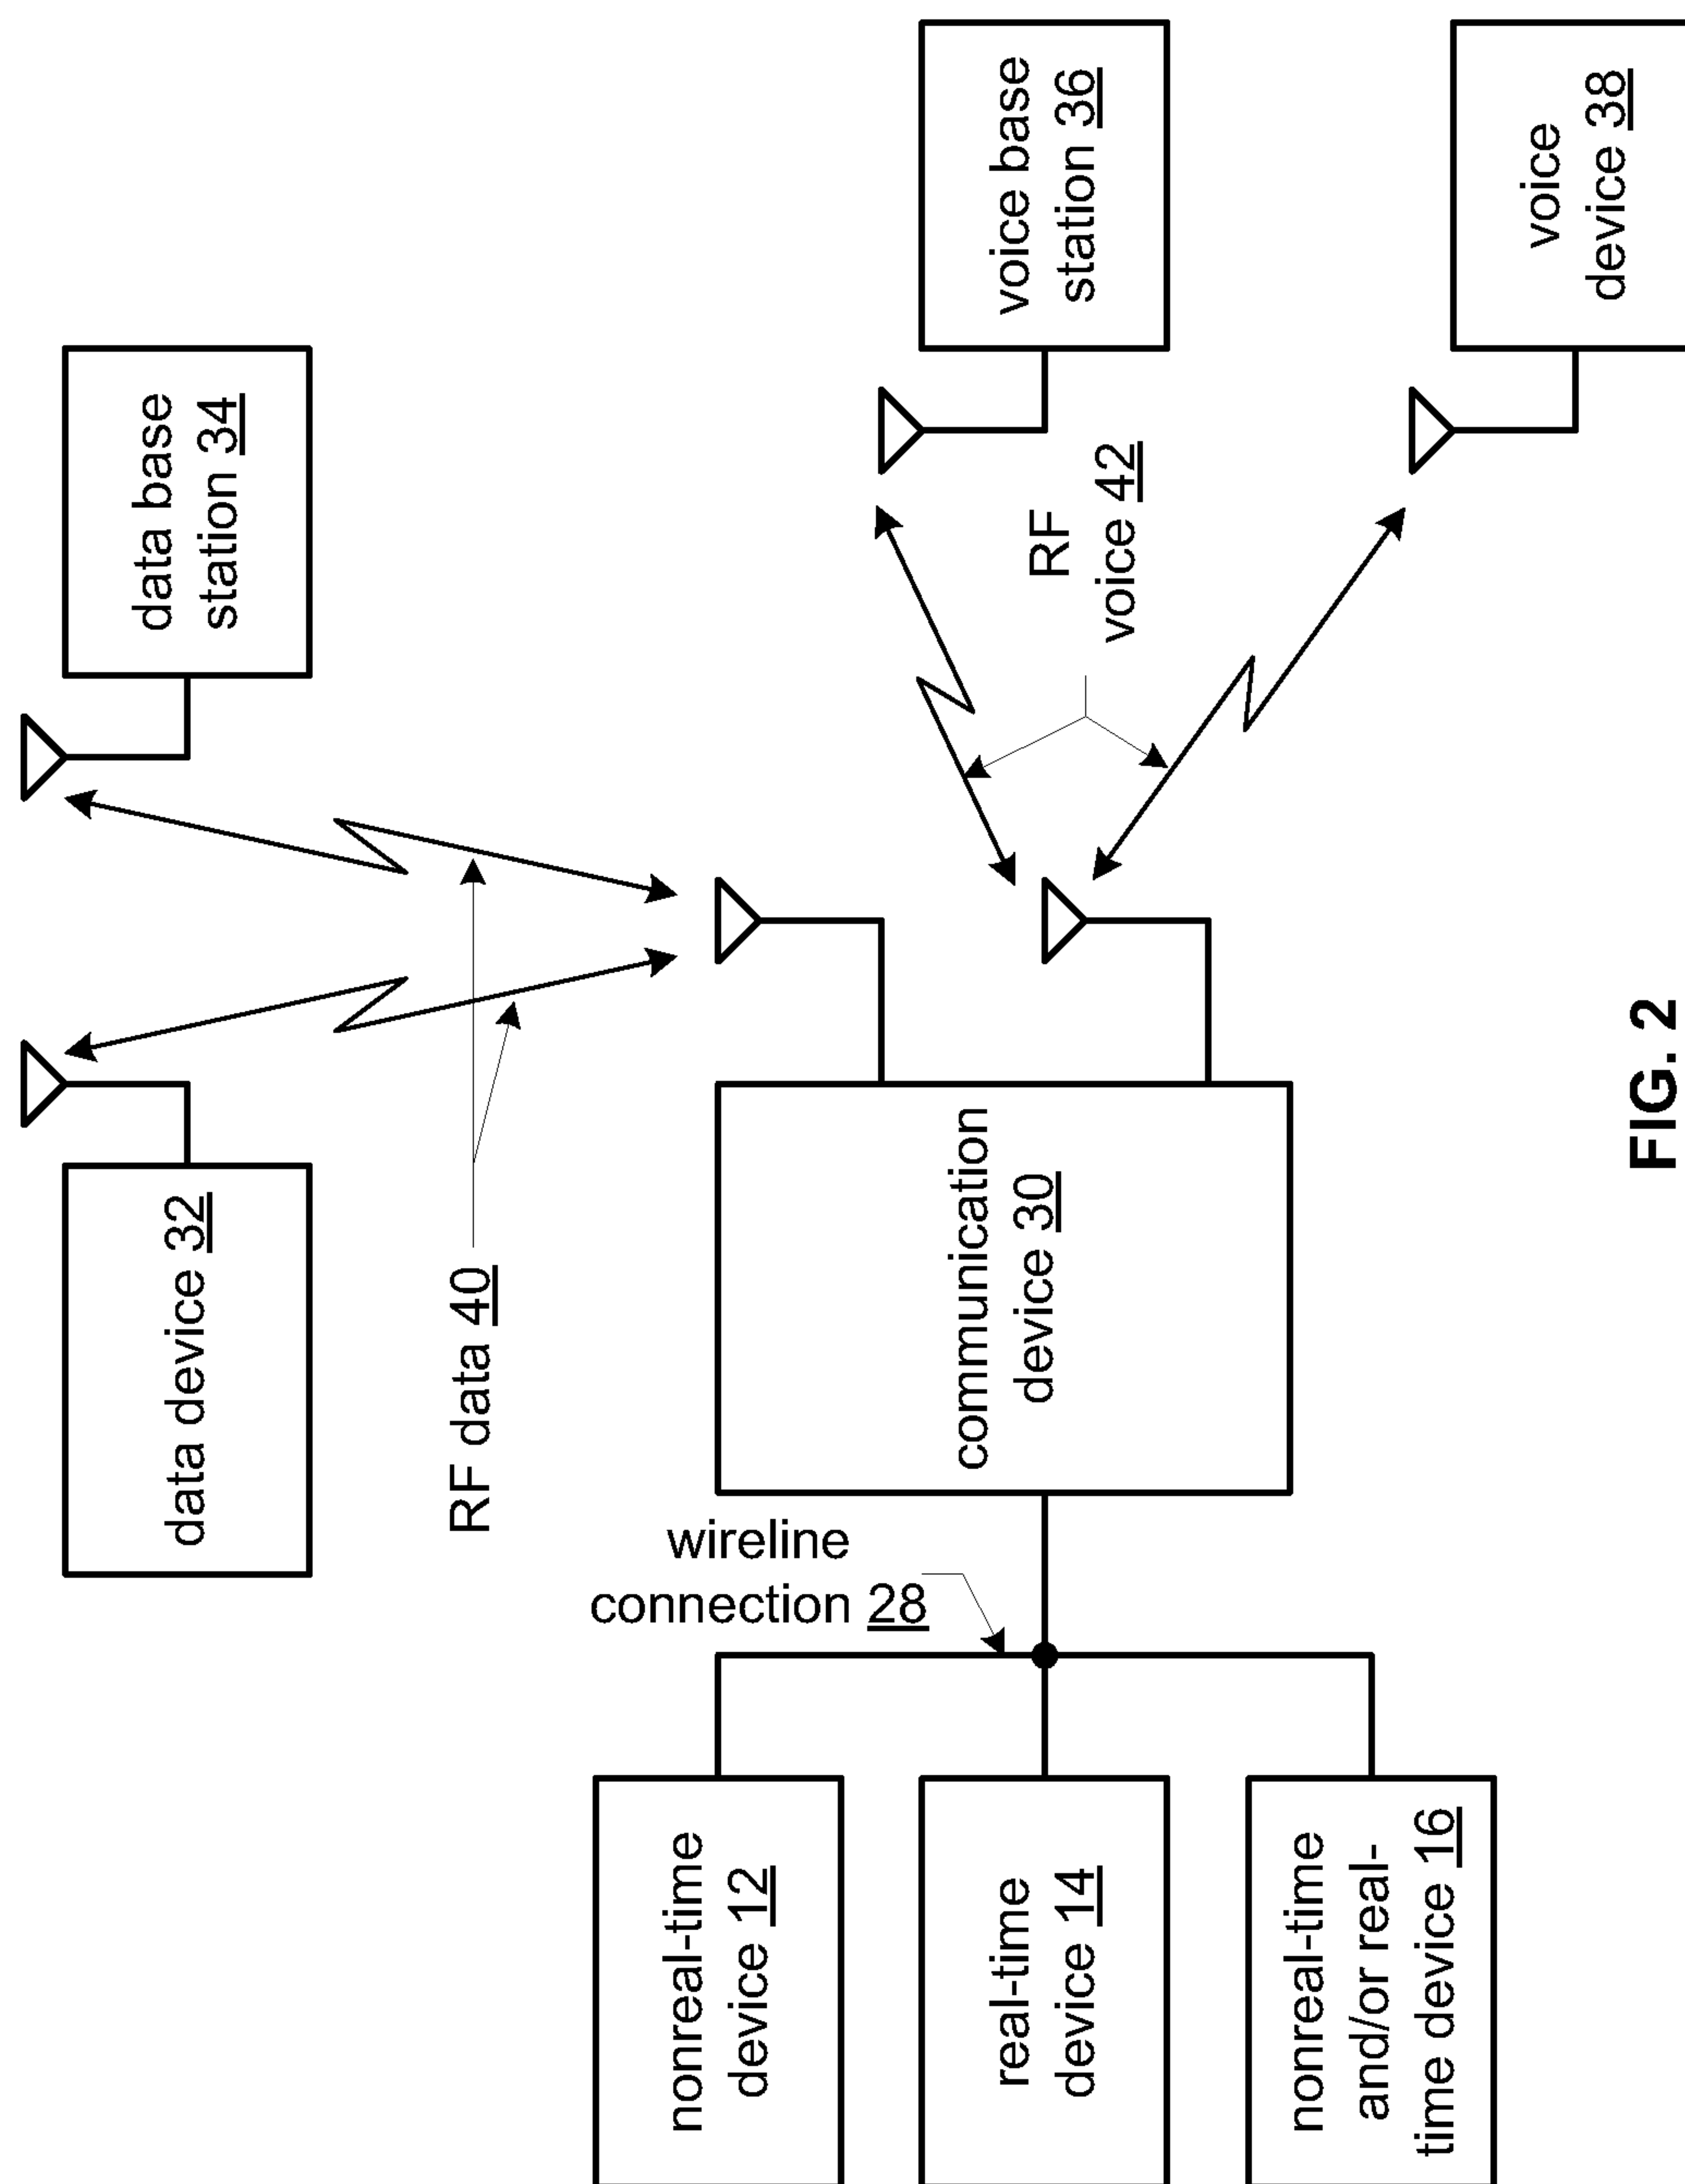 data device 32
data base
station 34
RF data 40
wireline
connection 28
nonreal-time
device 12
real-time
device 14
nonreal-time
and/or real-
time device 16
communication
device 30
RF
voice 42
voice base
station 36
voice
device 38
FIG. 2